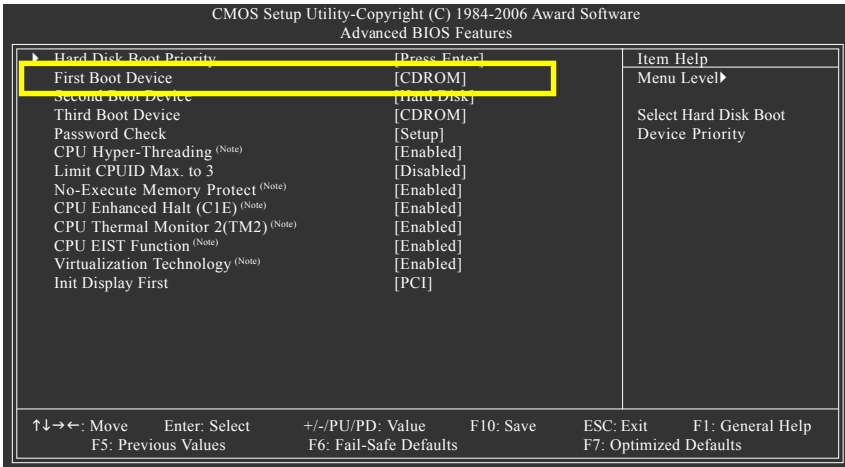 CMOS Setup Utility-Copyright (C) 1984-2006 Award Software
Advanced BIOS Features
Hard Disk Boot Priority [Press Enter]
First Boot Device [CDROM]
Second Boot Device [Hard Disk]
Third Boot Device [CDROM]
Password Check [Setup]
CPU Hyper-Threading (Note) [Enabled]
Limit CPUID Max. to 3 [Disabled]
No-Execute Memory Protect (Note) [Enabled]
CPU Enhanced Halt (C1E) (Note) [Enabled]
CPU Thermal Monitor 2(TM2) (Note) [Enabled]
CPU EIST Function (Note) [Enabled]
Virtualization Technology (Note) [Enabled]
Init Display First [PCI]
Item Help
Menu Level▶
Select Hard Disk Boot
Device Priority
↑↓→←: Move Enter: Select +/-/PU/PD: Value F10: Save ESC: Exit F1: General Help
F5: Previous Values F6: Fail-Safe Defaults F7: Optimized Defaults